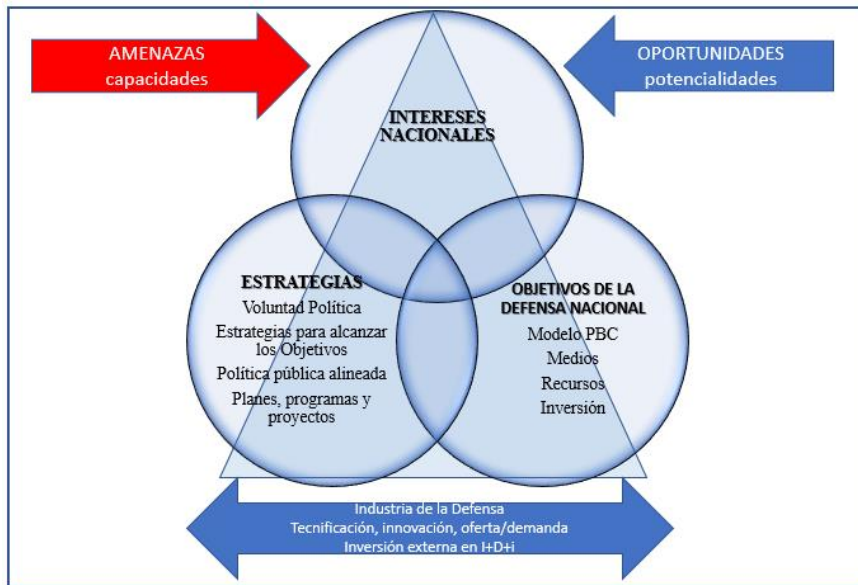 AMENAZAS
capacidades
OPORTUNIDADES
potencialidades
INTERESES
NACIONALES
ESTRATEGIAS
Voluntad Política
Estrategias para alcanzar
los Objetivos
Política pública alineada
Planes, programas y
proyectos
OBJETIVOS DE LA
DEFENSA NACIONAL
Modelo PBC
Medios
Recursos
Inversión
Industria de la Defensa
Tecnificación, innovación, oferta/demanda
Inversión externa en I+D+i